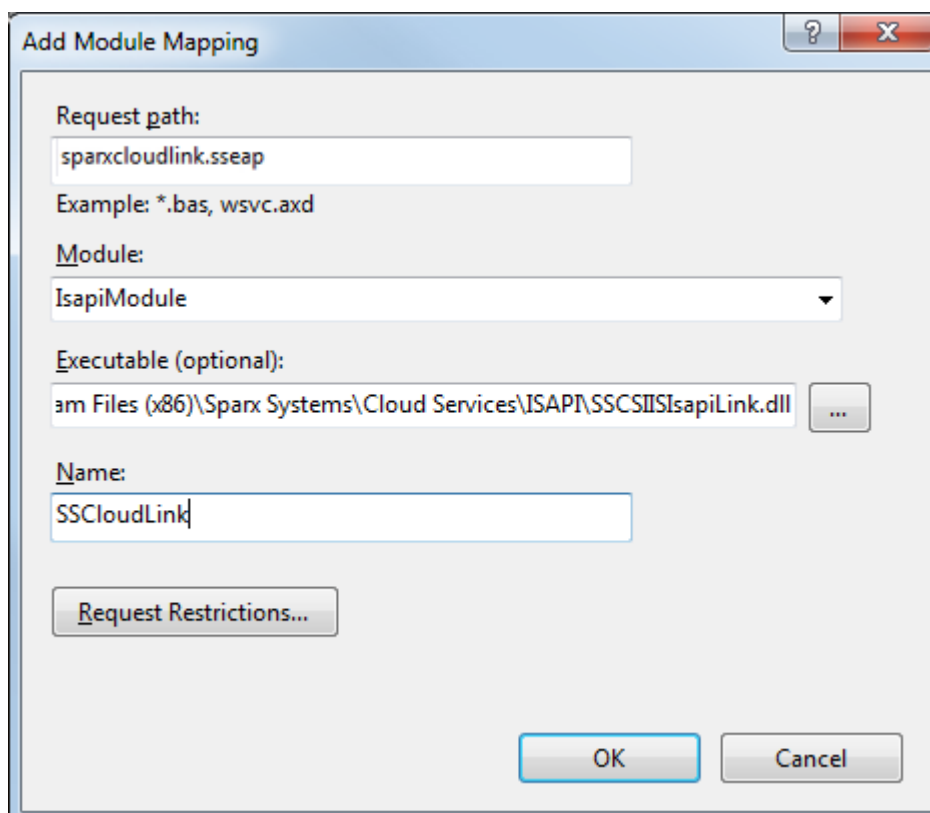 Add Module Mapping
?
Request path:
sparxcloudlink.sseap
Example: *.bas, wsvc.axd
Module:
IsapiModule
Executable (optional):
am Files (x86)\Sparx Systems\Cloud Services\ISAPI\SSCSIISIsapiLink.dll
...
Name:
SSCloudLink
Request Restrictions...
OK
Cancel